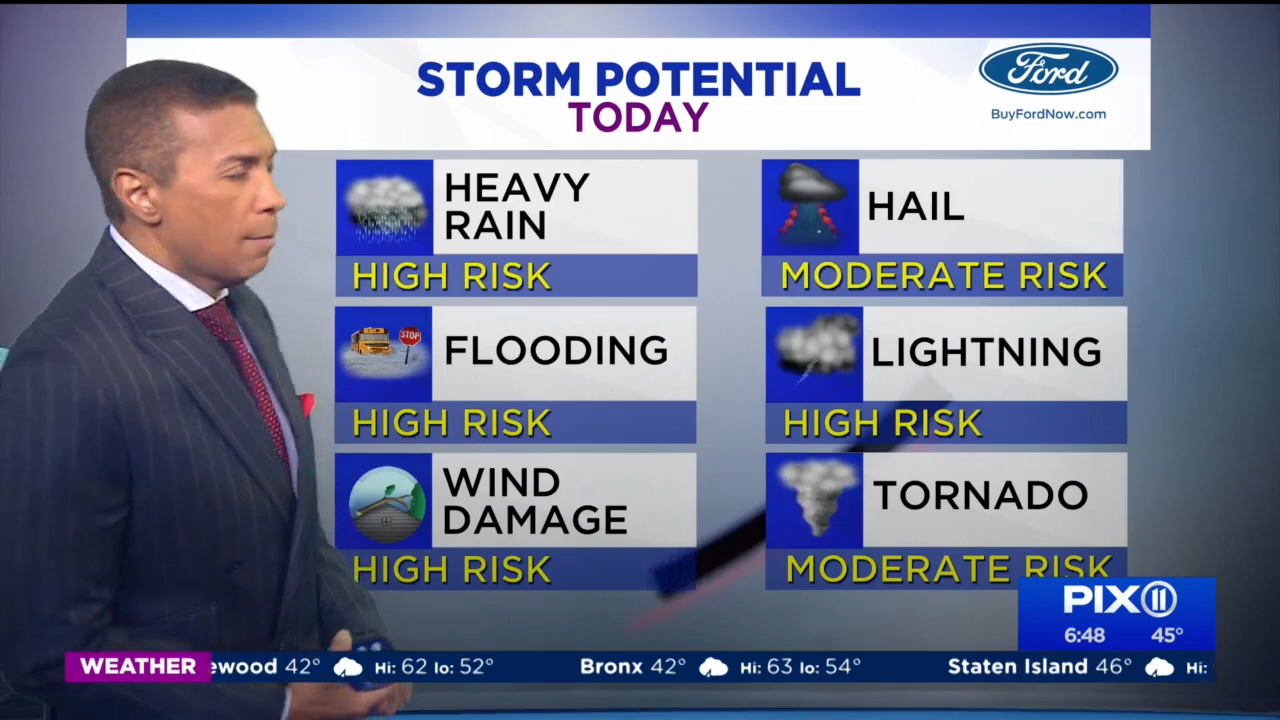 STORM POTENTIAL
TODAY
Ford
BuyFordNow.com
HEAVY
RAIN
HIGH RISK
HAIL
MODERATE RISK
STOP
FLOODING
HIGH RISK
LIGHTNING
HIGH RISK
WIND
DAMAGE
HIGH RISK
TORNADO
MODERATE RISK
PIX11
6:48 45°
WEATHER ewood 42° Hi: 62 lo: 52° Bronx 42° Hi: 63 lo: 54° Staten Island 46° Hi: